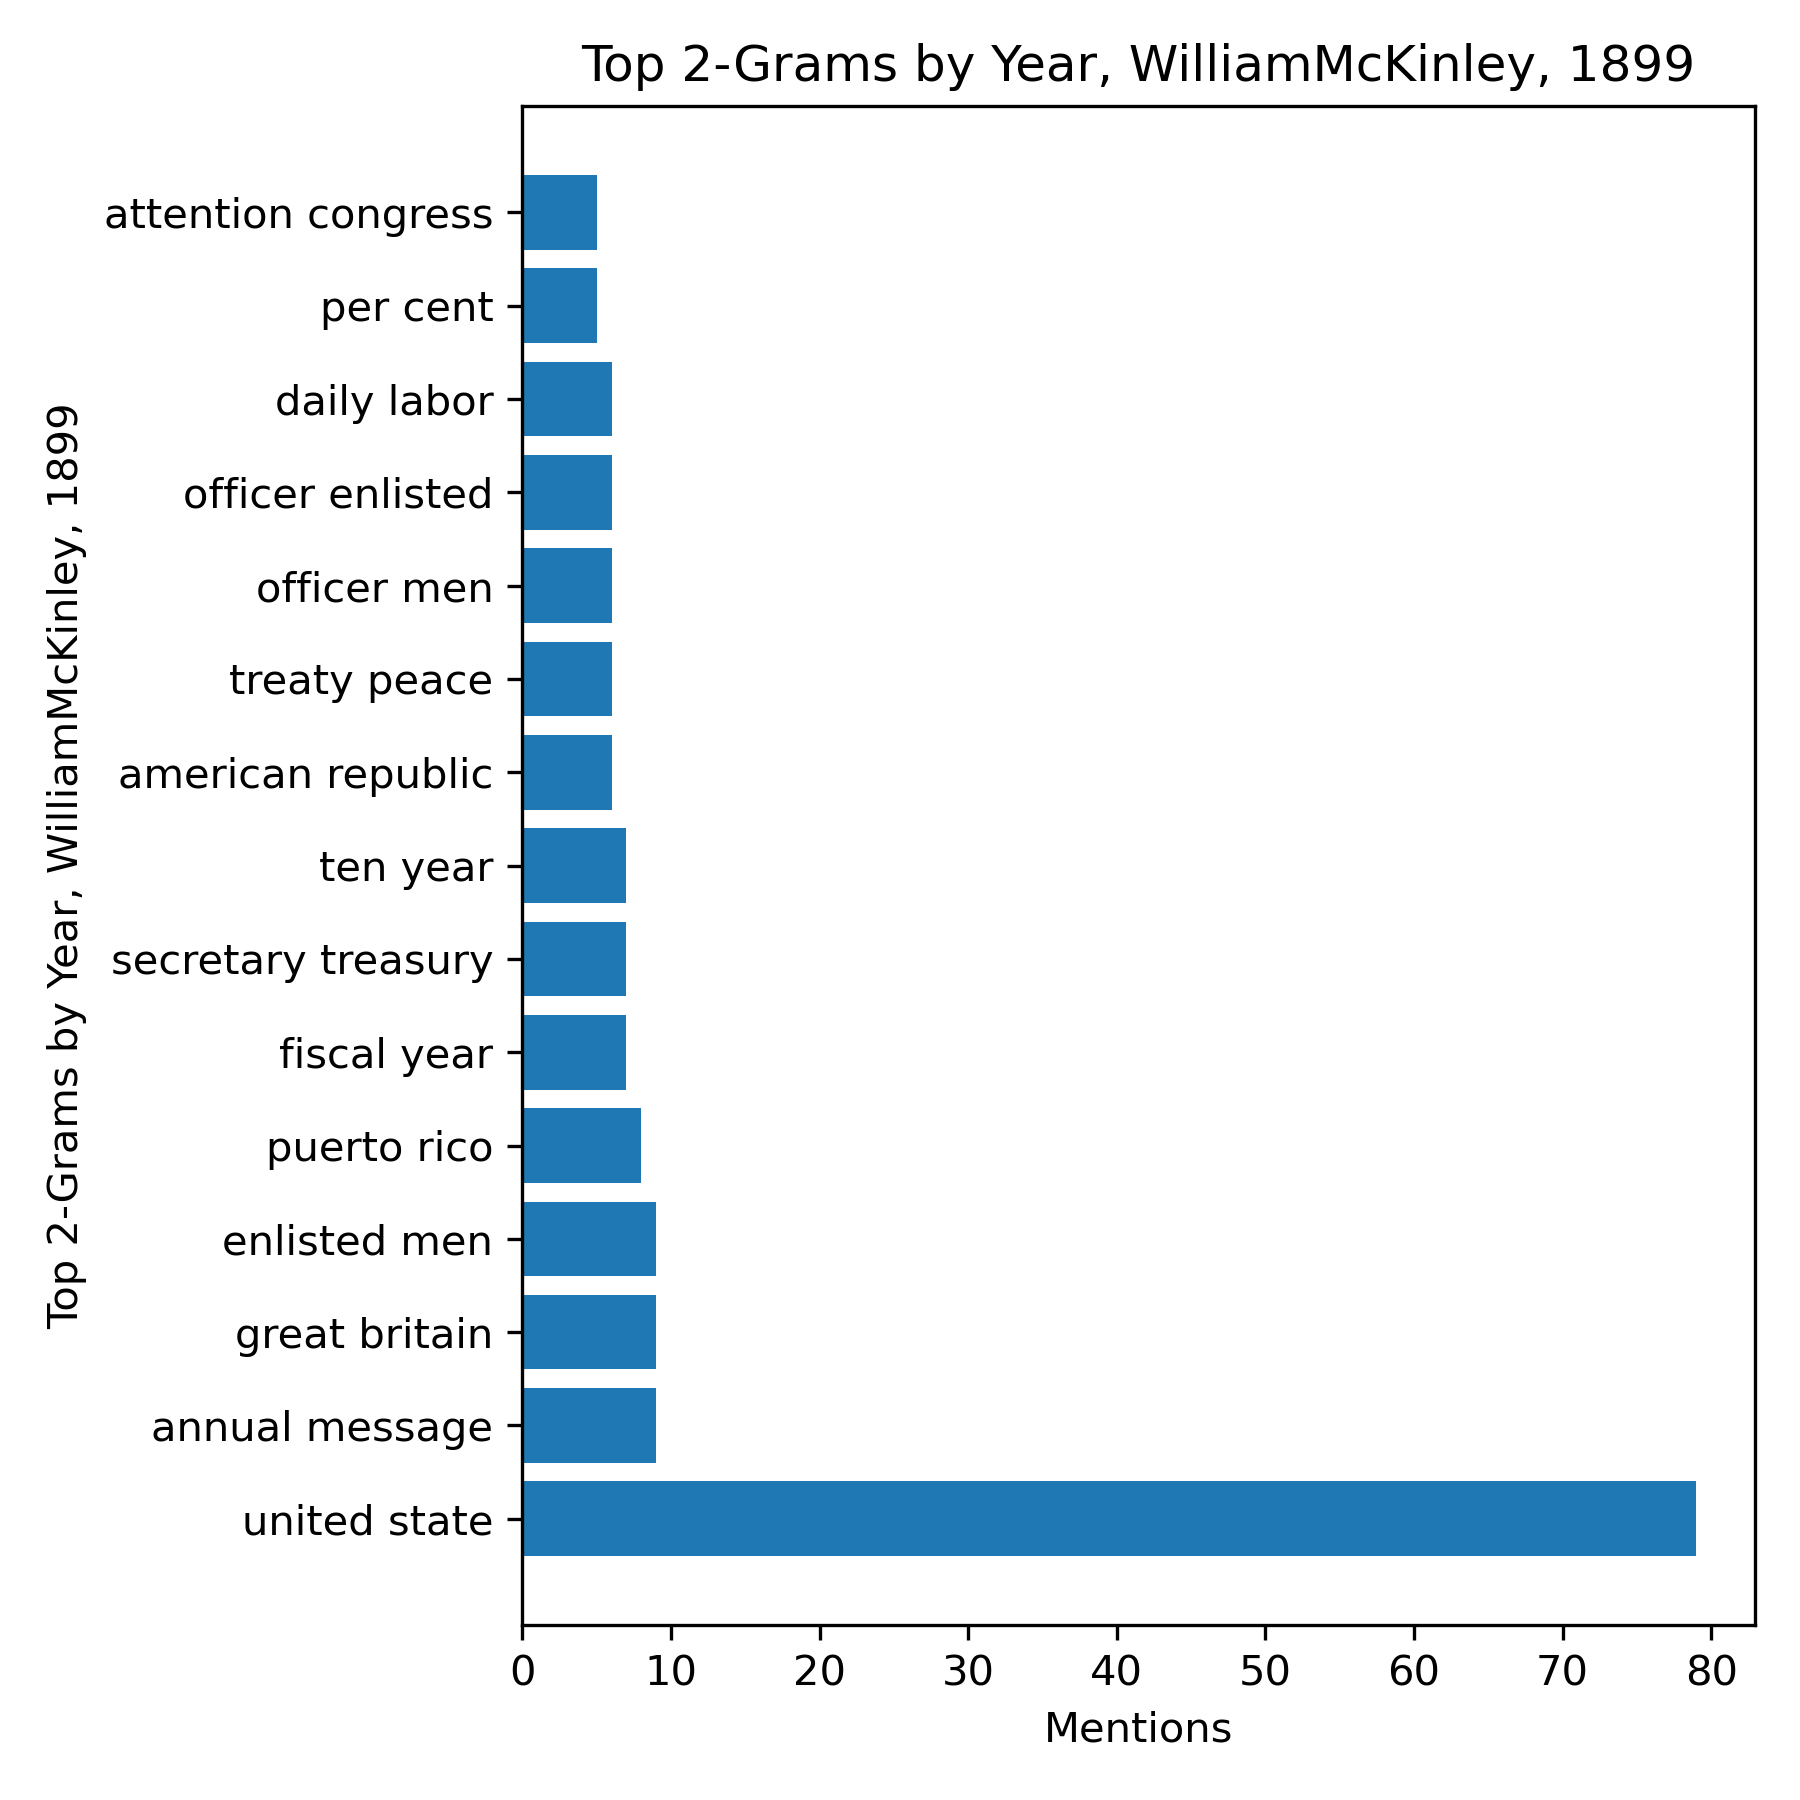 Top 2-Grams by Year, WilliamMcKinley, 1899
attention congress
per cent
daily labor
officer enlisted
officer men
treaty peace
american republic
ten year
secretary treasury
fiscal year
puerto rico
enlisted men
great britain
annual message
united state
Top 2-Grams by Year, WilliamMcKinley, 1899
0 10 20 30 40 50 60 70 80
Mentions